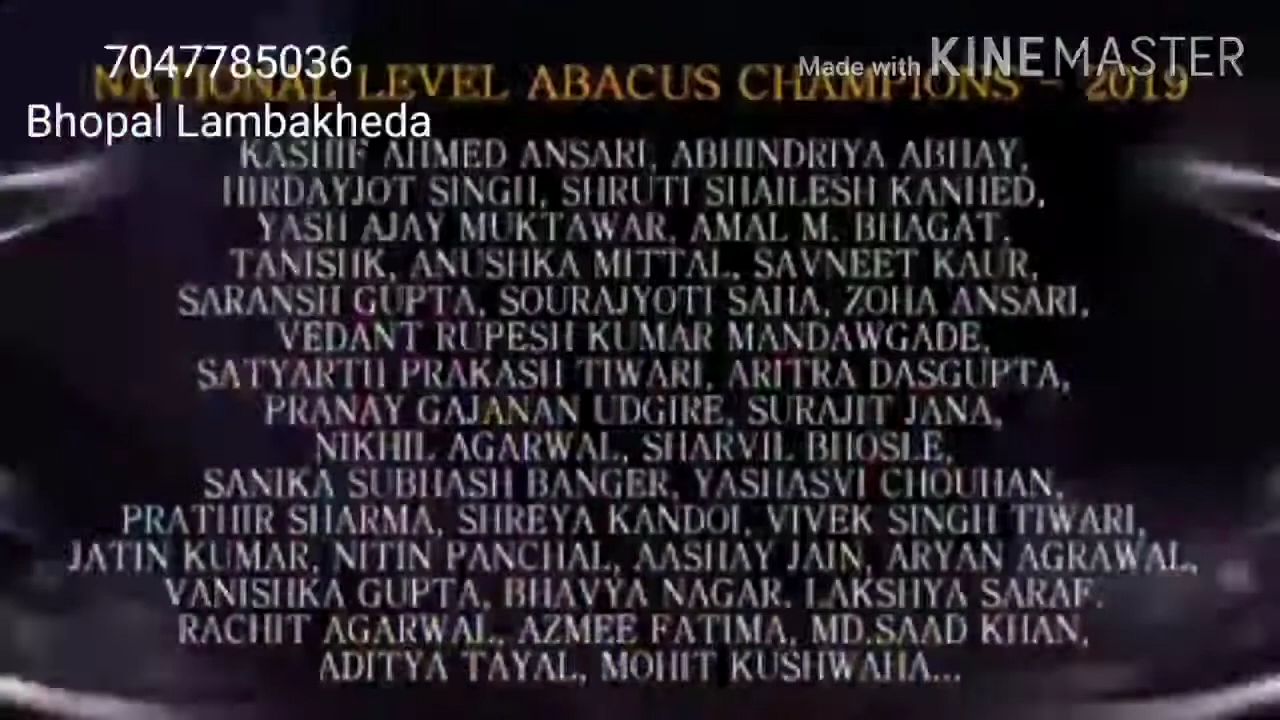 7047785036
Made with KINEMASTER
NATIONAL LEVEL ABACUS CHAMPIONS - 2019
Bhopal Lambakheda
KASHIF AHMED ANSARI, ABHINDRIYA ABHAY,
HIRDAYJOT SINGH, SHRUTI SHAILESH KANHED,
YASH AJAY MUKTAWAR, AMAL M. BHAGAT,
TANISHK, ANUSHKA MITTAL, SAVNEET KAUR,
SARANSH GUPTA, SOURAJYOTI SAHA, ZOHA ANSARI,
VEDANT RUPESH KUMAR MANDAWGADE,
SATYARTH PRAKASH TIWARI, ARITRA DASGUPTA,
PRANAY GAJANAN UDGIRE, SURAJIT JANA,
NIKHIL AGARWAL, SHARVIL BHOSLE,
SANIKA SUBHASH BANGER, YASHASVI CHOUHAN,
PRATHIR SHARMA, SHREYA KANDOI, VIVEK SINGH TIWARI,
JATIN KUMAR, NITIN PANCHAL, AASHAY JAIN, ARYAN AGRAWAL,
VANISHKA GUPTA, BHAVYA NAGAR, LAKSHYA SARAF,
RACHIT AGARWAL, AZMEE FATIMA, MD.SAAD KHAN,
ADITYA TAYAL, MOHIT KUSHWAHA...